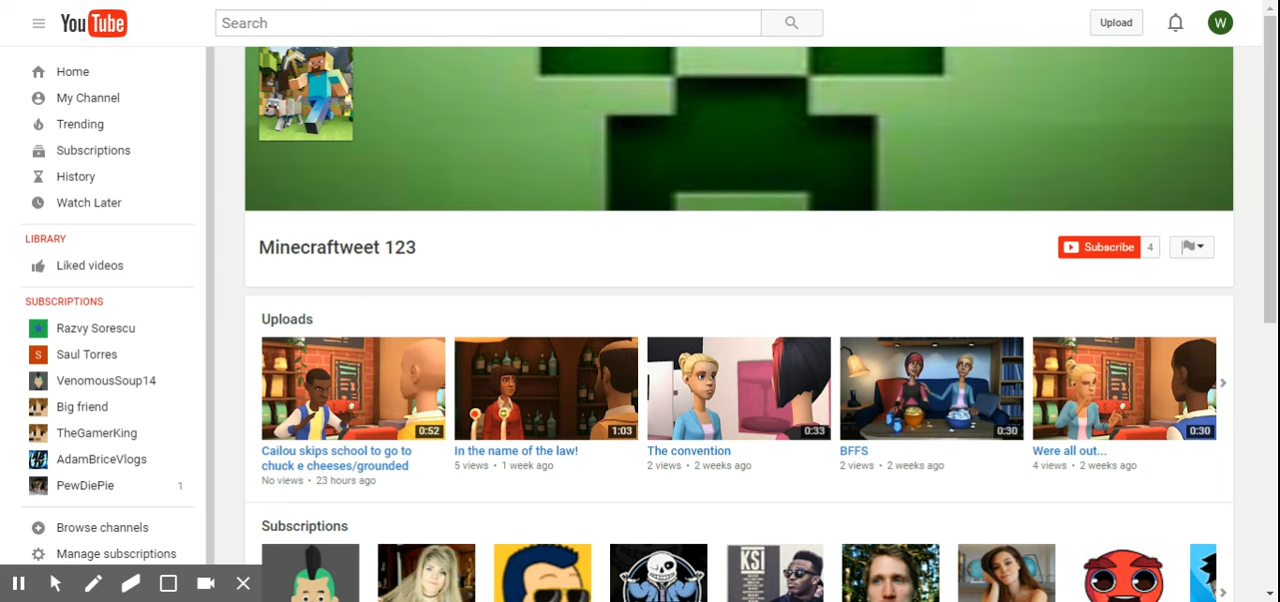 YouTube
Search
Upload
W
Home
My Channel
Trending
Subscriptions
History
Watch Later
LIBRARY
Liked videos
SUBSCRIPTIONS
Razvy Sorescu
S Saul Torres
VenomousSoup14
Big friend
TheGamerKing
AdamBriceVlogs
PewDiePie 1
Browse channels
Manage subscriptions
Minecraftweet 123
Subscribe 4
Uploads
0:52
1:03
0:33
0:30
0:30
Cailou skips school to go to
chuck e cheeses/grounded
No views • 23 hours ago
In the name of the law!
5 views • 1 week ago
The convention
2 views • 2 weeks ago
BFFS
2 views • 2 weeks ago
Were all out...
4 views • 2 weeks ago
Subscriptions
KSI